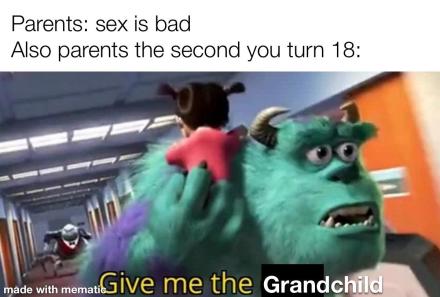 Parents: sex is bad
Also parents the second you turn 18:
Give me the Grandchild
made with mematic